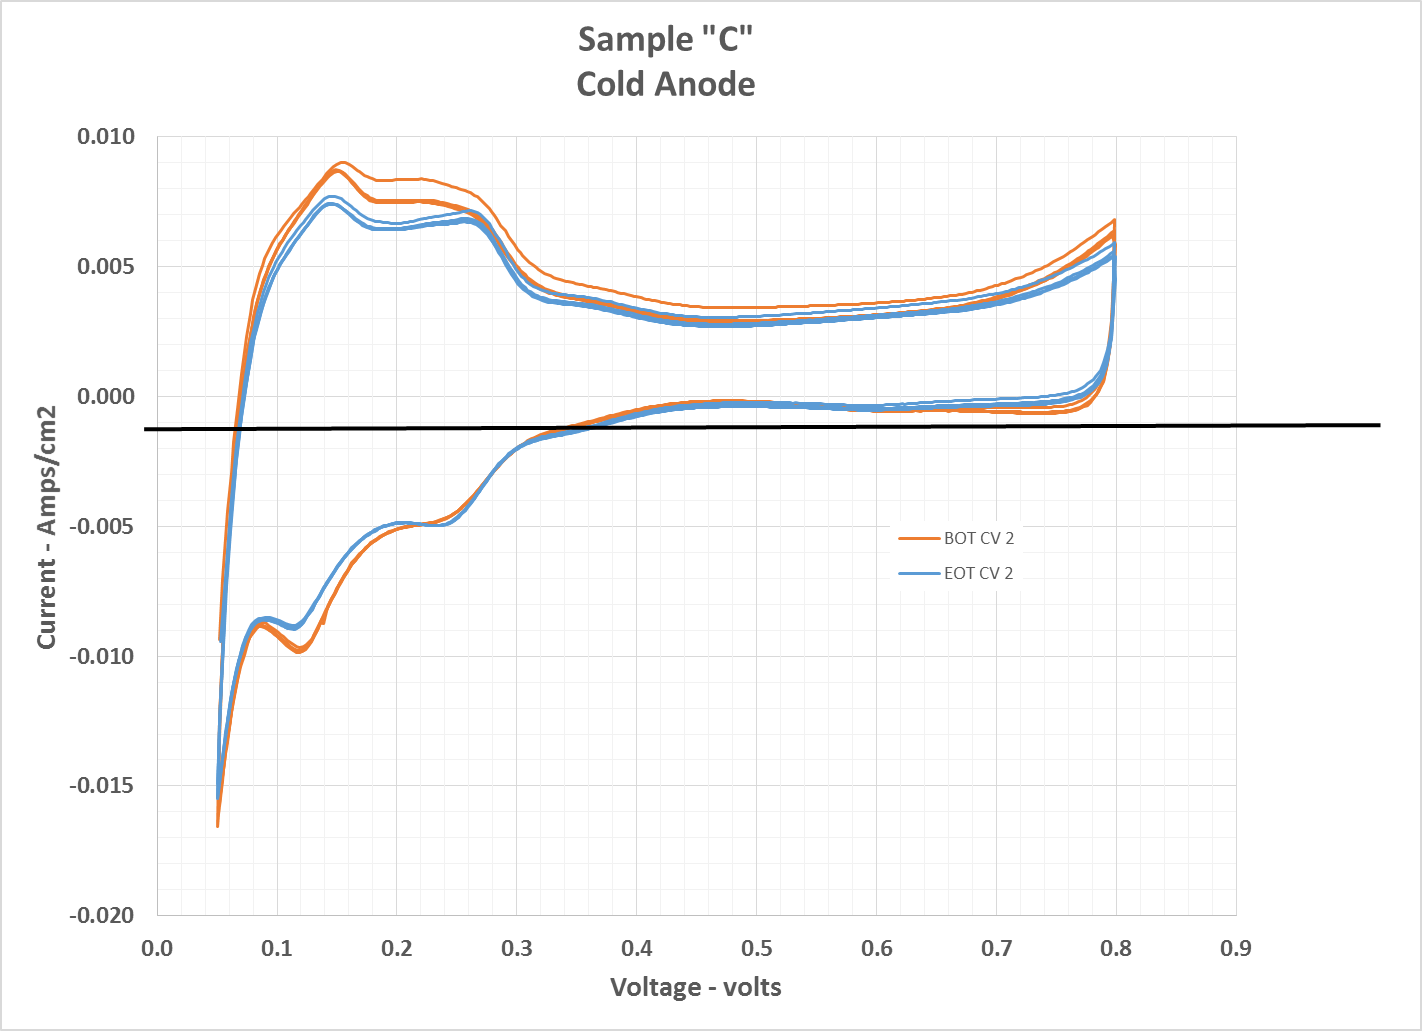 Sample "C"
Cold Anode
0.010
0.005
0.000
-0.005
-0.010
-0.015
-0.020
Current - Amps/cm2
BOT CV 2
EOT CV 2
0.0 0.1 0.2 0.3 0.4 0.5 0.6 0.7 0.8 0.9
Voltage - volts